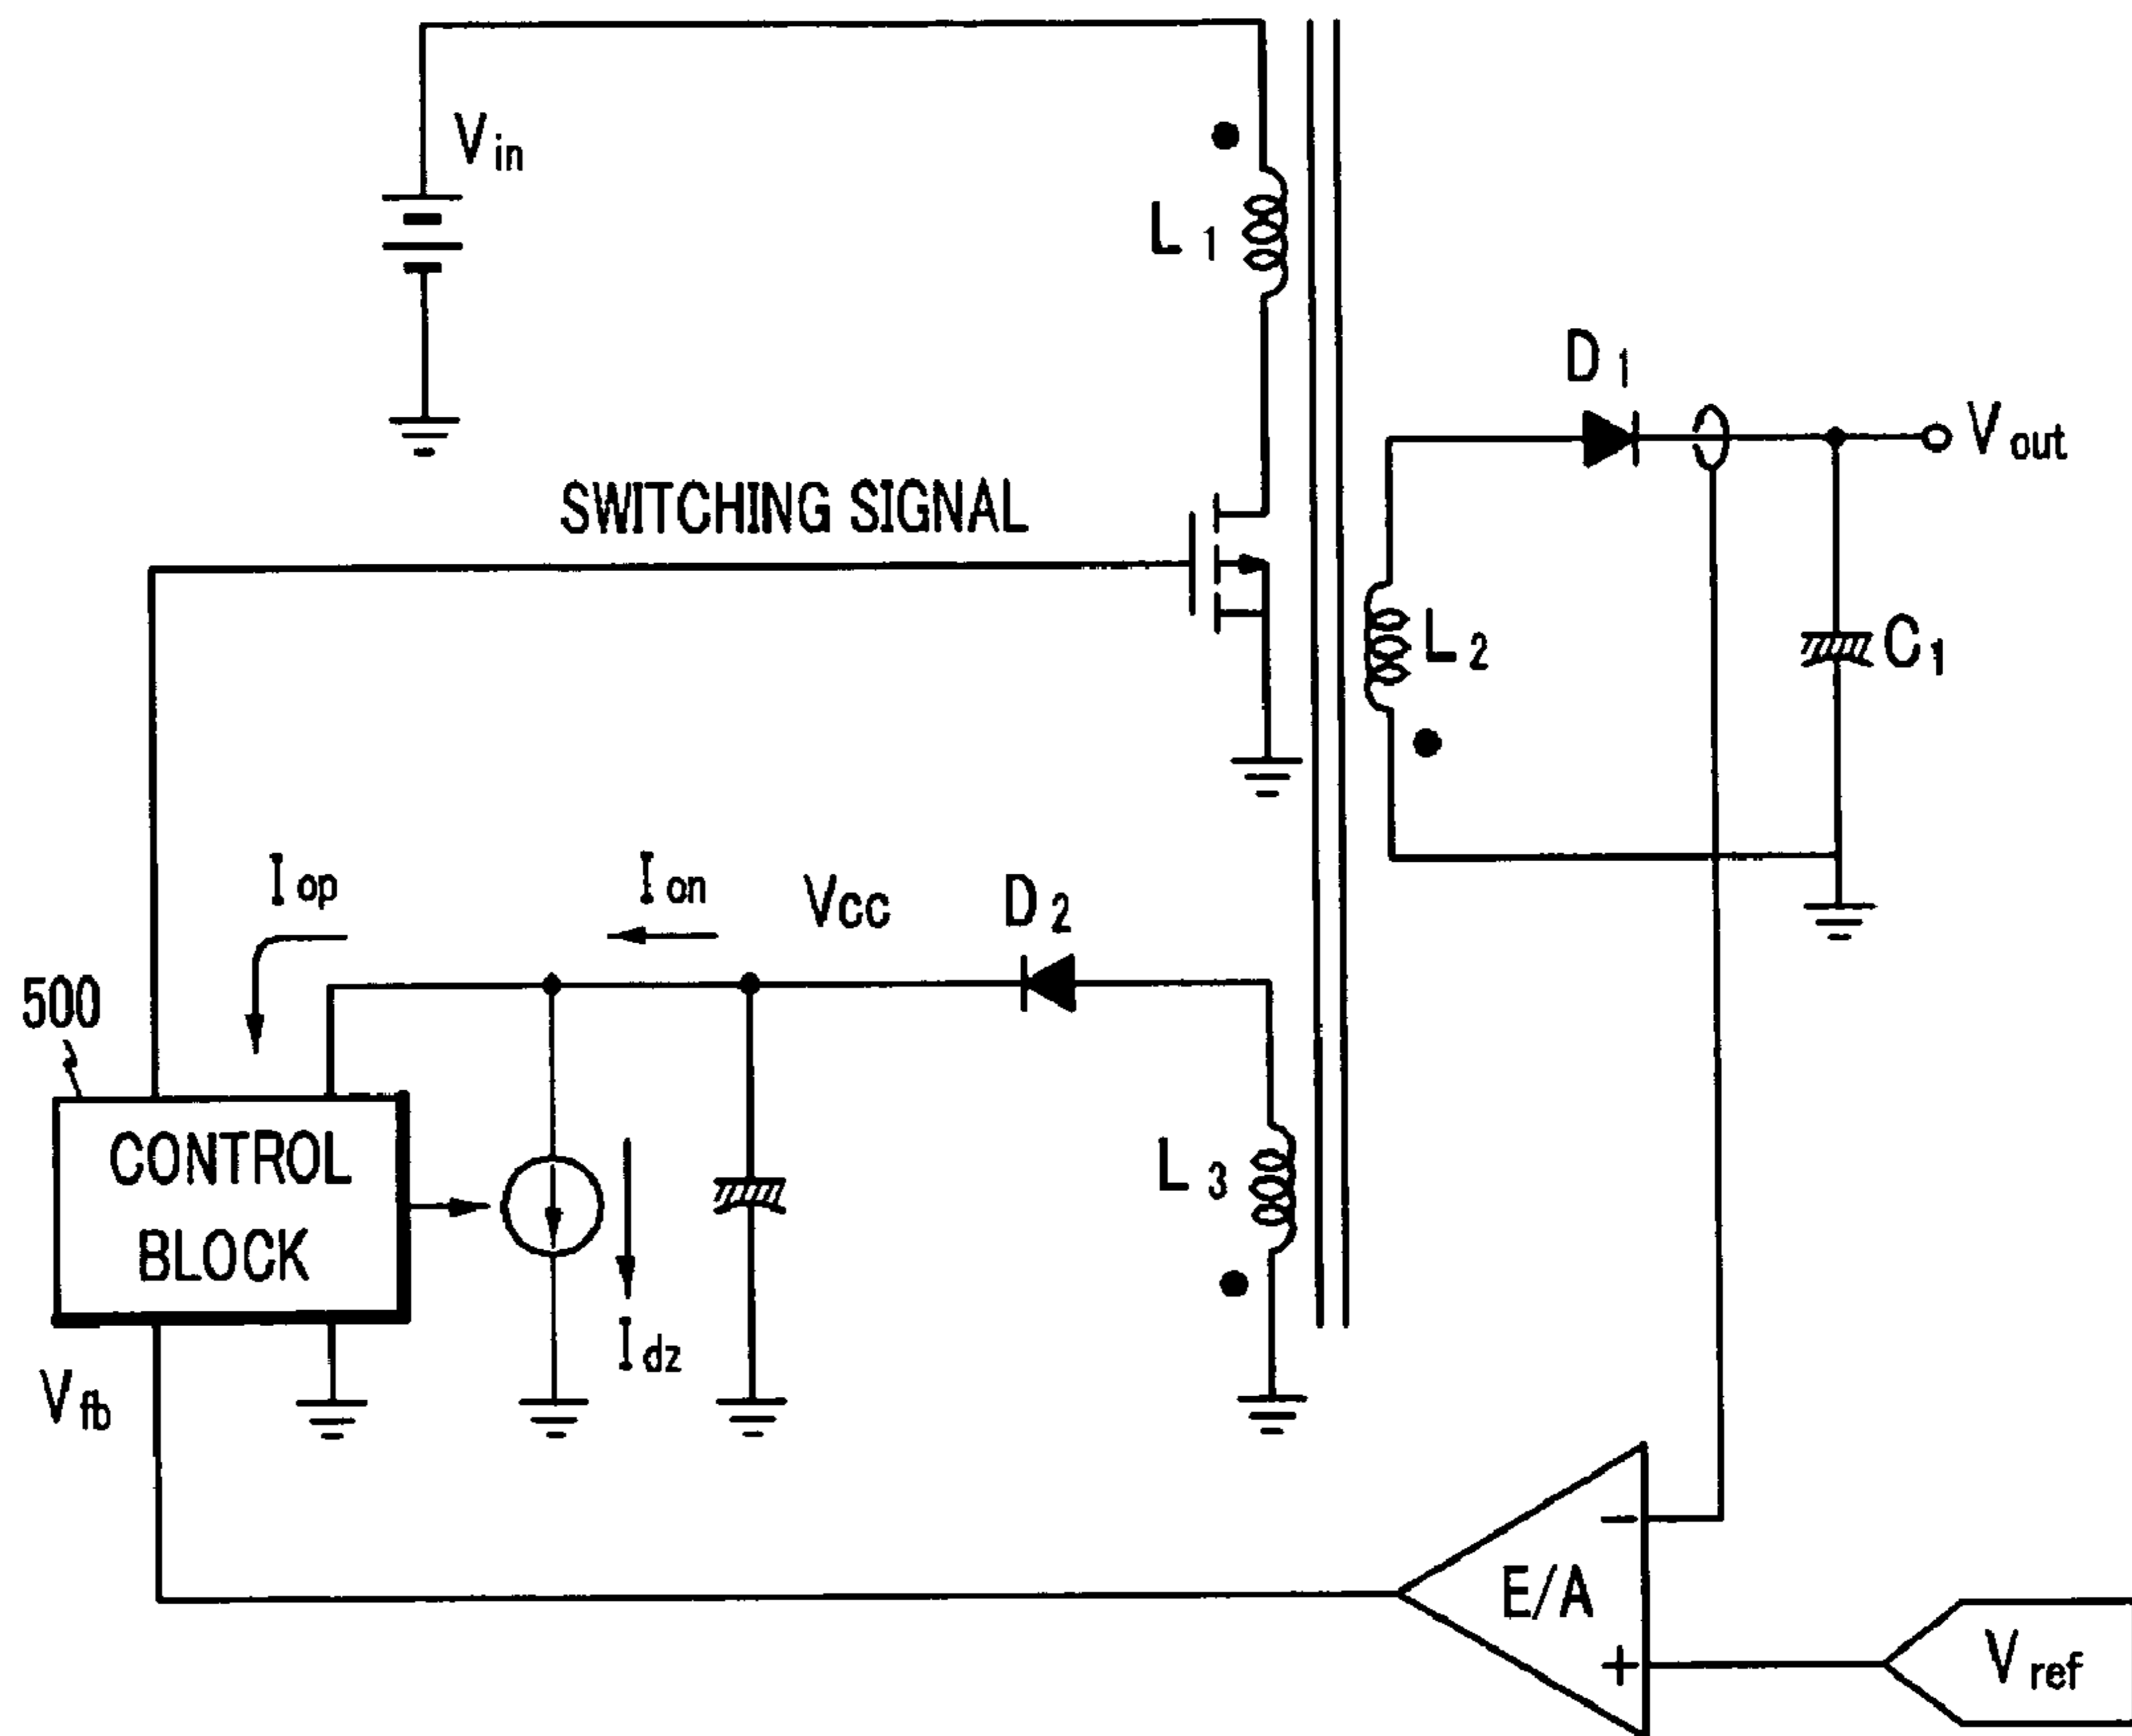 Vin
L1
D1
Vout
SWITCHING SIGNAL
L2
C1
Iop
Ion
Vcc
D2
500
CONTROL
BLOCK
L3
Idz
Vfb
−
E/A
+
Vref